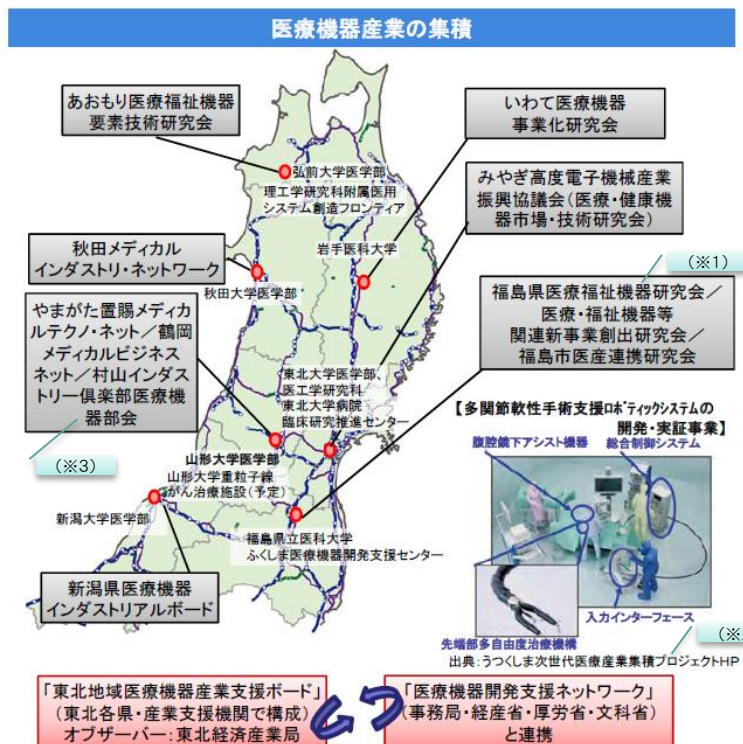 医療機器産業の集積
あおもり医療福祉機器
要素技術研究会
いわて医療機器
事業化研究会
弘前大学医学部
理工学研究科附属医用
システム創造フロンティア
みやぎ高度電子機械産業
振興協議会(医療・健康機
器市場・技術研究会)
秋田メディカル
インダストリ・ネットワーク
岩手医科大学
秋田大学医学部
(※1)
福島県医療福祉機器研究会/
医療・福祉機器等
関連新事業創出研究会/
福島市医産連携研究会
やまがた置賜メディカ
ルテクノ・ネット/鶴岡
メディカルビジネス
ネット/村山インダス
トリー倶楽部医療機
器部会
(※3)
東北大学医学部、
医工学研究科
東北大学病院
臨床研究推進センター
山形大学医学部
山形大学重粒子線
がん治療施設(予定)
新潟大学医学部
福島県立医科大学
ふくしま医療機器開発支援センター
新潟県医療機器
インダストリアルボード
【多関節軟性手術支援ロボティックシステムの
開発・実証事業】
腹腔鏡下アシスト機器
総合制御システム
入力インターフェース
先端部多自由度治療機構
(※
出典:うつくしま次世代医療産業集積プロジェクトHP
「東北地域医療機器産業支援ボード」
(東北各県・産業支援機関で構成)
オブザーバー:東北経済産業局
「医療機器開発支援ネットワーク」
(事務局・経産省・厚労省・文科省)
と連携